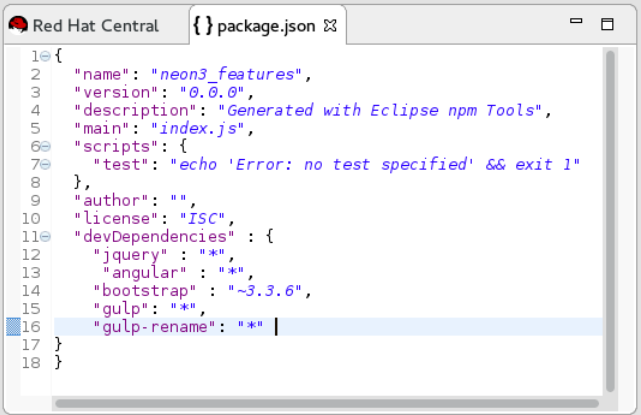 Red Hat Central
{ } package.json
1 {
2   "name": "neon3_features",
3   "version": "0.0.0",
4   "description": "Generated with Eclipse npm Tools",
5   "main": "index.js",
6   "scripts": {
7     "test": "echo 'Error: no test specified' && exit 1"
8   },
9   "author": "",
10   "license": "ISC",
11   "devDependencies" : {
12     "jquery" : "*",
13      "angular" : "*",
14     "bootstrap" : "~3.3.6",
15     "gulp": "*",
16     "gulp-rename": "*"
17 }
18 }